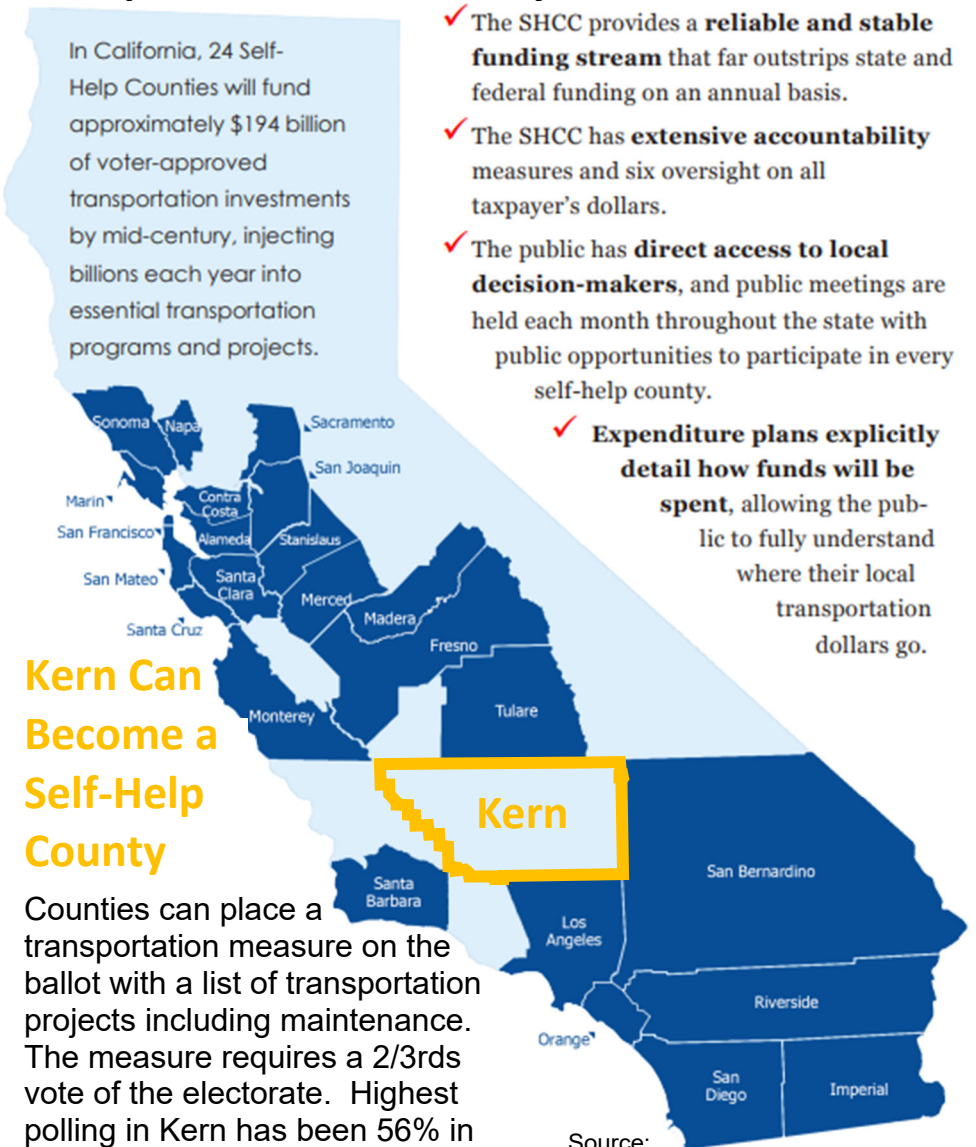 In California, 24 Self-
Help Counties will fund
approximately $194 billion
of voter-approved
transportation investments
by mid-century, injecting
billions each year into
essential transportation
programs and projects.
✓ The SHCC provides a reliable and stable
funding stream that far outstrips state and
federal funding on an annual basis.
✓ The SHCC has extensive accountability
measures and six oversight on all
taxpayer’s dollars.
✓ The public has direct access to local
decision-makers, and public meetings are
held each month throughout the state with
public opportunities to participate in every
self-help county.
✓ Expenditure plans explicitly
detail how funds will be
spent, allowing the pub-
lic to fully understand
where their local
transportation
dollars go.
Sonoma
Napa
Sacramento
San Joaquin
Marin
Contra
Costa
San Francisco
Alameda
Stanislaus
San Mateo
Santa
Clara
Merced
Madera
Santa Cruz
Fresno
Monterey
Tulare
Kern
San Bernardino
Santa
Barbara
Los
Angeles
Riverside
Orange
San
Diego
Imperial
Kern Can
Become a
Self-Help
County
Counties can place a
transportation measure on the
ballot with a list of transportation
projects including maintenance.
The measure requires a 2/3rds
vote of the electorate.  Highest
polling in Kern has been 56% in
Source: